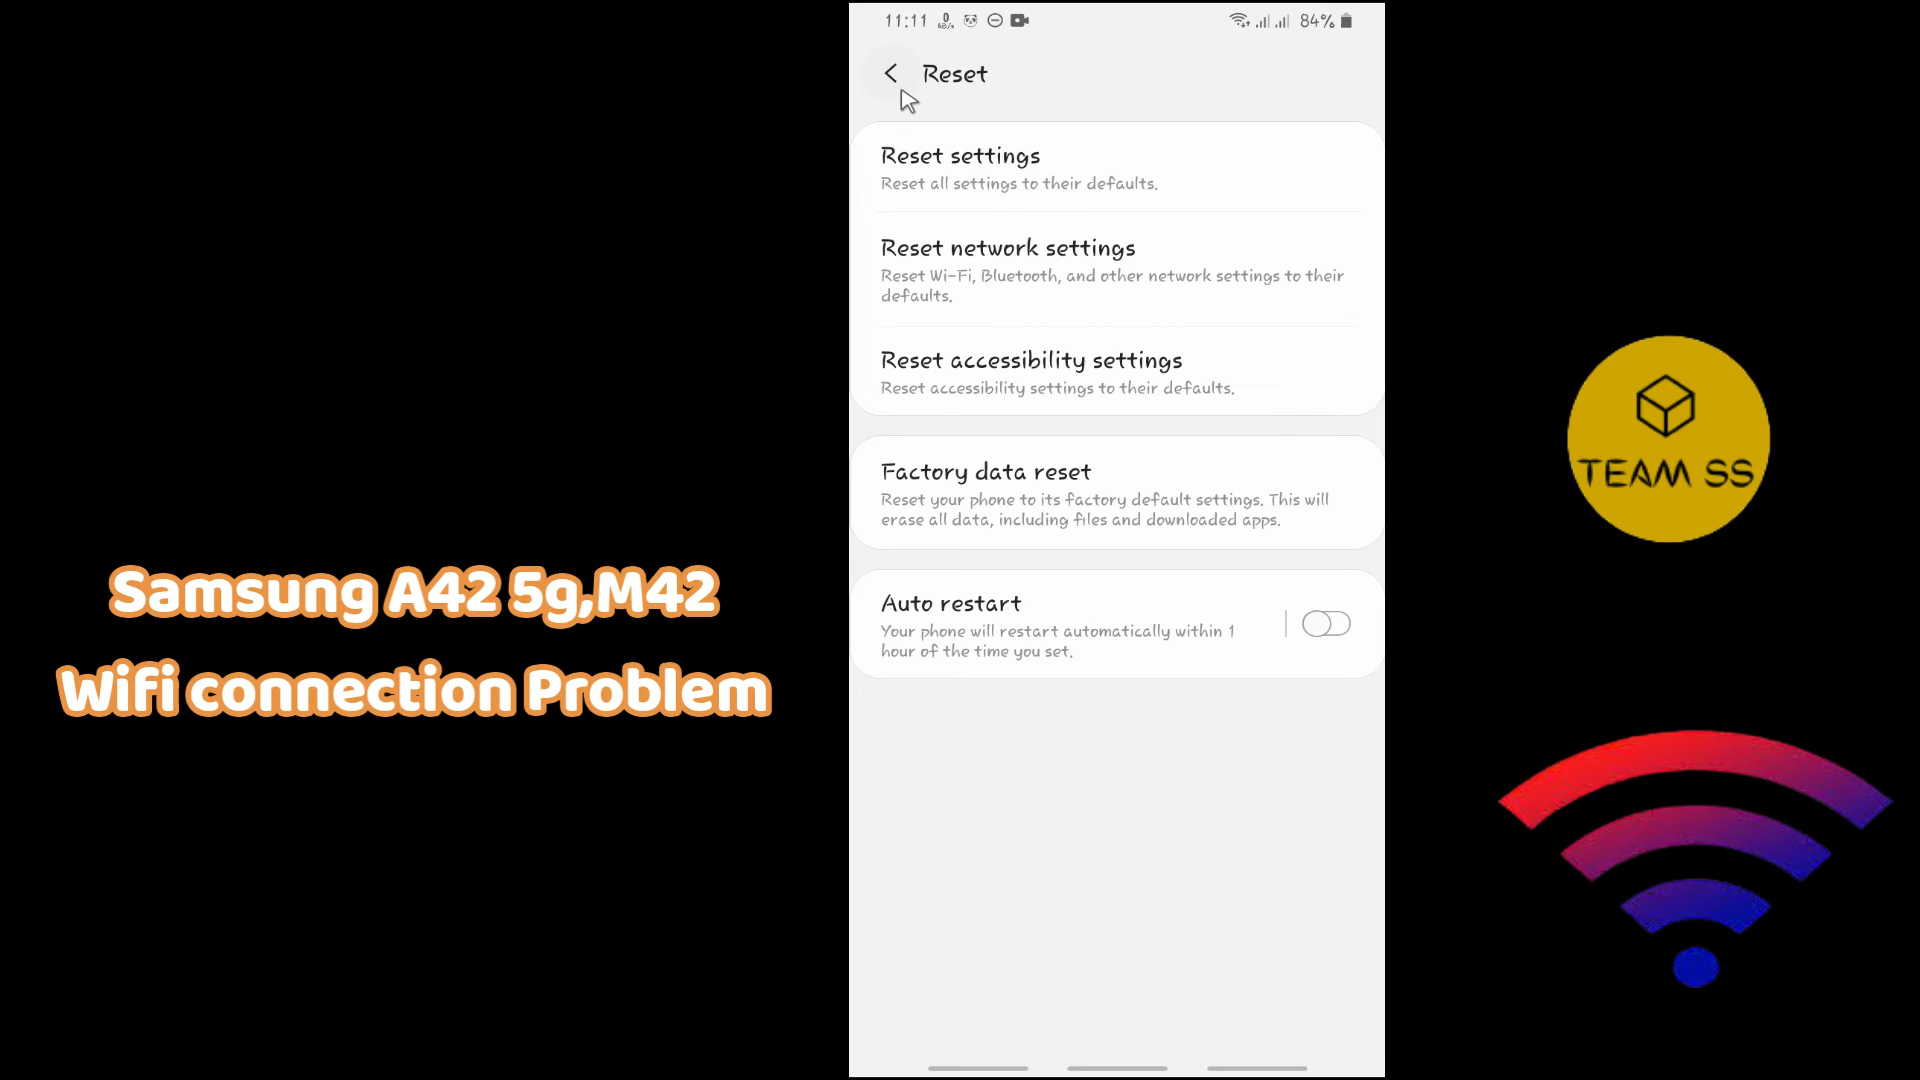 11:11 0 KB/s 84%
Reset
Reset settings
Reset all settings to their defaults.
Reset network settings
Reset Wi-Fi, Bluetooth, and other network settings to their
defaults.
Reset accessibility settings
Reset accessibility settings to their defaults.
Factory data reset
Reset your phone to its factory default settings. This will
erase all data, including files and downloaded apps.
Auto restart
Your phone will restart automatically within 1
hour of the time you set.
Samsung A42 5g,M42
Wifi connection Problem
TEAM SS